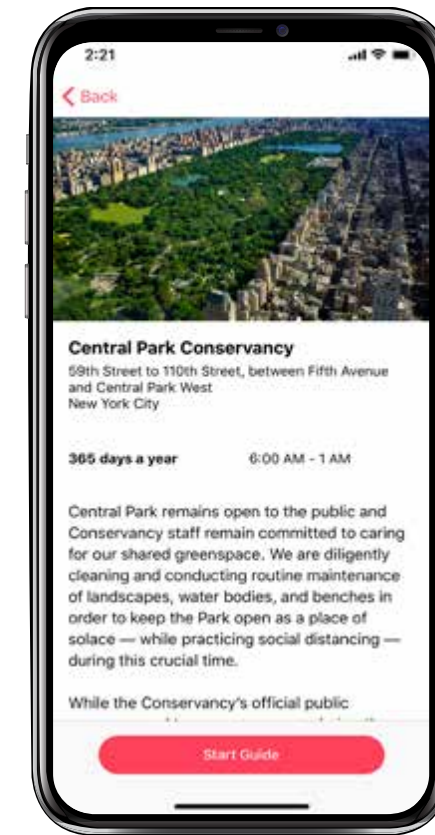 2:21
Back
Central Park Conservancy
59th Street to 110th Street, between Fifth Avenue
and Central Park West
New York City
365 days a year 6:00 AM - 1 AM
Central Park remains open to the public and
Conservancy staff remain committed to caring
for our shared greenspace. We are diligently
cleaning and conducting routine maintenance
of landscapes, water bodies, and benches in
order to keep the Park open as a place of
solace — while practicing social distancing —
during this crucial time.
While the Conservancy's official public
Start Guide